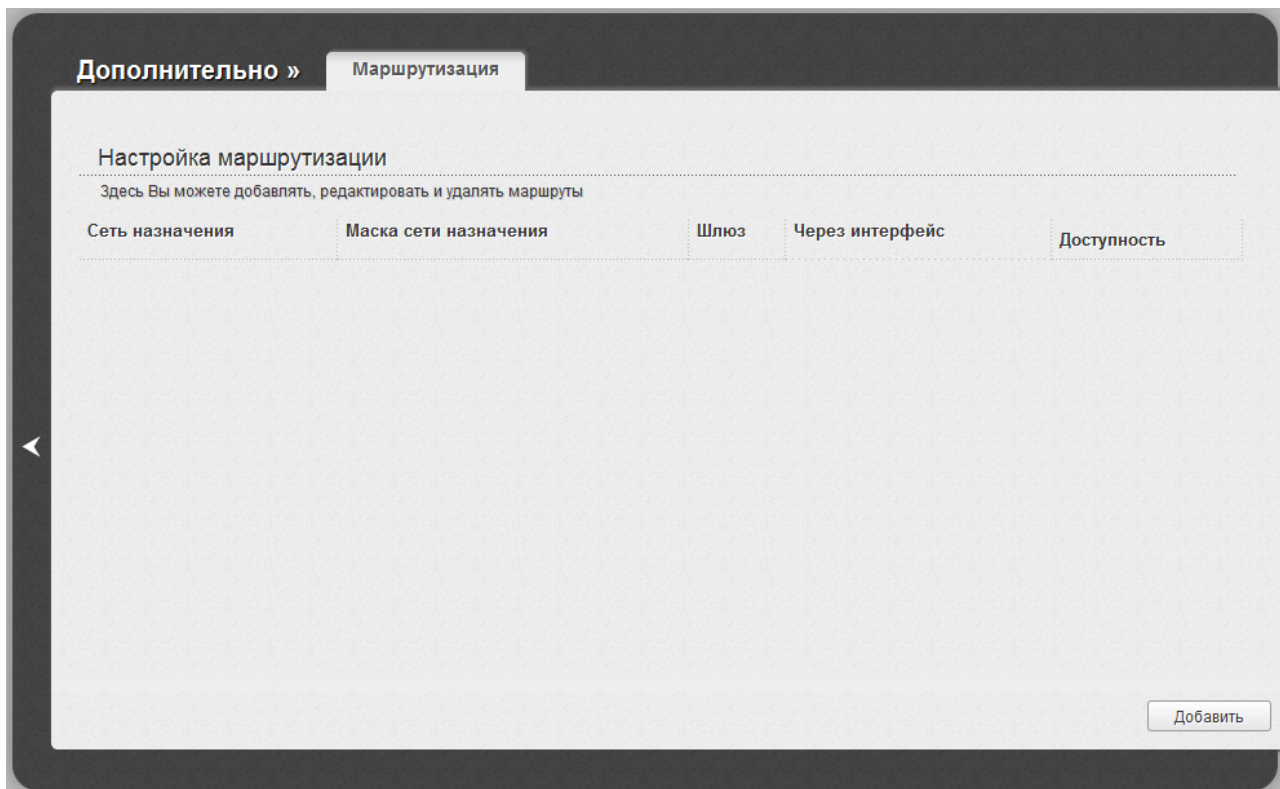 Дополнительно »
Маршрутизация
Настройка маршрутизации
Здесь Вы можете добавлять, редактировать и удалять маршруты
Сеть назначения
Маска сети назначения
Шлюз
Через интерфейс
Доступность
Добавить